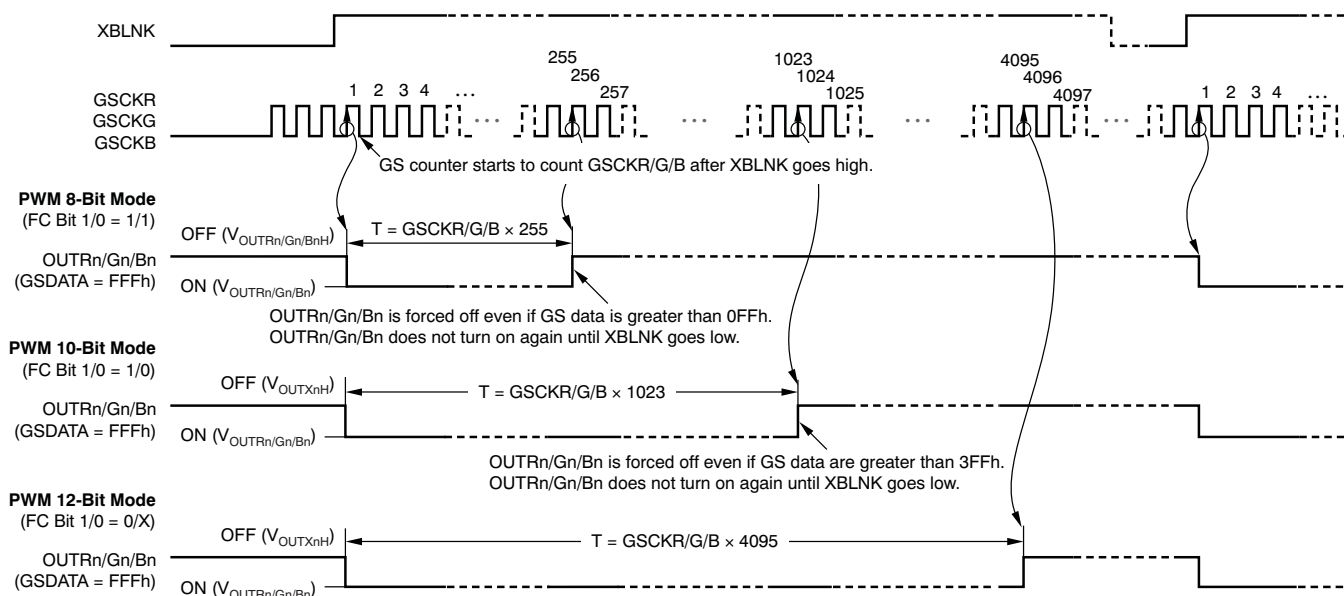 XBLNK
255
256
257
1023
1024
1025
4095
4096
4097
GSCKR
GSCKG
GSCKB
1 2 3 4 ...
...
...
...
...
1 2 3 4 ...
GS counter starts to count GSCKR/G/B after XBLNK goes high.
PWM 8-Bit Mode
(FC Bit 1/0 = 1/1)
OFF (VOUTRn/Gn/BnH)
T = GSCKR/G/B × 255
OUTRn/Gn/Bn
(GSDATA = FFFh)
ON (VOUTRn/Gn/Bn)
OUTRn/Gn/Bn is forced off even if GS data is greater than 0FFh.
OUTRn/Gn/Bn does not turn on again until XBLNK goes low.
PWM 10-Bit Mode
(FC Bit 1/0 = 1/0)
OFF (VOUTXnH)
T = GSCKR/G/B × 1023
OUTRn/Gn/Bn
(GSDATA = FFFh)
ON (VOUTRn/Gn/Bn)
OUTRn/Gn/Bn is forced off even if GS data are greater than 3FFh.
OUTRn/Gn/Bn does not turn on again until XBLNK goes low.
PWM 12-Bit Mode
(FC Bit 1/0 = 0/X)
OFF (VOUTXnH)
T = GSCKR/G/B × 4095
OUTRn/Gn/Bn
(GSDATA = FFFh)
ON (VOUTRn/Gn/Bn)